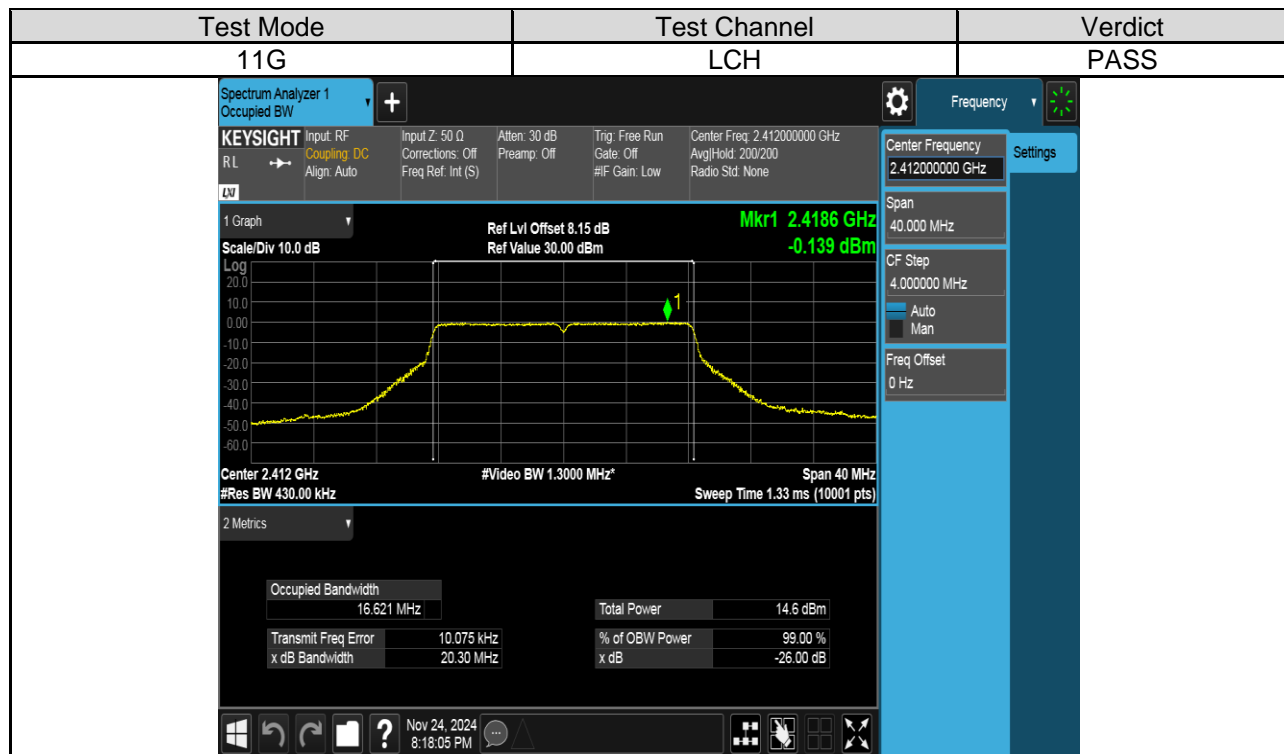 Test Mode Test Channel Verdict
11G LCH PASS
Spectrum Analyzer 1
Occupied BW
Frequency
KEYSIGHT Input: RF Input Z: 50 Ω Atten: 30 dB Trig: Free Run Center Freq: 2.412000000 GHz
RL Coupling: DC Corrections: Off Preamp: Off Gate: Off Avg|Hold: 200/200
Align: Auto Freq Ref: Int (S) #IF Gain: Low Radio Std: None
LXI
Center Frequency
2.412000000 GHz
Settings
Span
40.000 MHz
CF Step
4.000000 MHz
Auto
Man
Freq Offset
0 Hz
1 Graph Ref Lvl Offset 8.15 dB Mkr1 2.4186 GHz
Scale/Div 10.0 dB Ref Value 30.00 dBm -0.139 dBm
Log
20.0
10.0
0.00
-10.0
-20.0
-30.0
-40.0
-50.0
-60.0
1
Center 2.412 GHz #Video BW 1.3000 MHz* Span 40 MHz
#Res BW 430.00 kHz Sweep Time 1.33 ms (10001 pts)
2 Metrics
Occupied Bandwidth
16.621 MHz Total Power 14.6 dBm
Transmit Freq Error 10.075 kHz % of OBW Power 99.00 %
x dB Bandwidth 20.30 MHz x dB -26.00 dB
Nov 24, 2024
8:18:05 PM